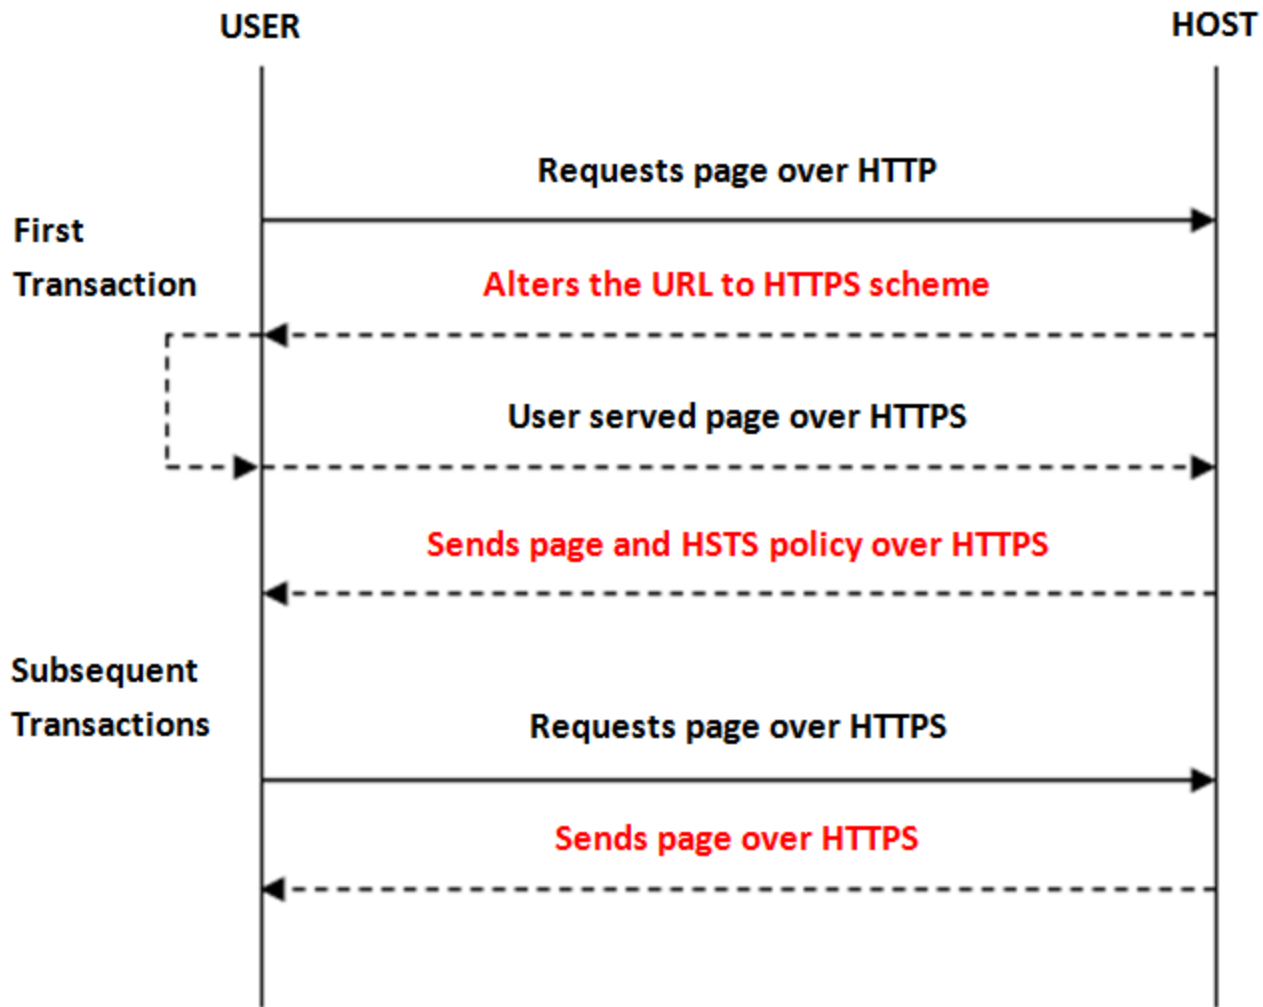 USER
HOST
Requests page over HTTP
First
Transaction
Alters the URL to HTTPS scheme
User served page over HTTPS
Sends page and HSTS policy over HTTPS
Subsequent
Transactions
Requests page over HTTPS
Sends page over HTTPS